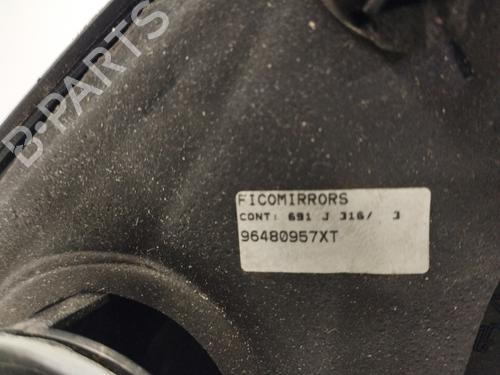 B-PARTS
FICOMIRRORS
CONT: 691 J 316/ 3
96480957XT